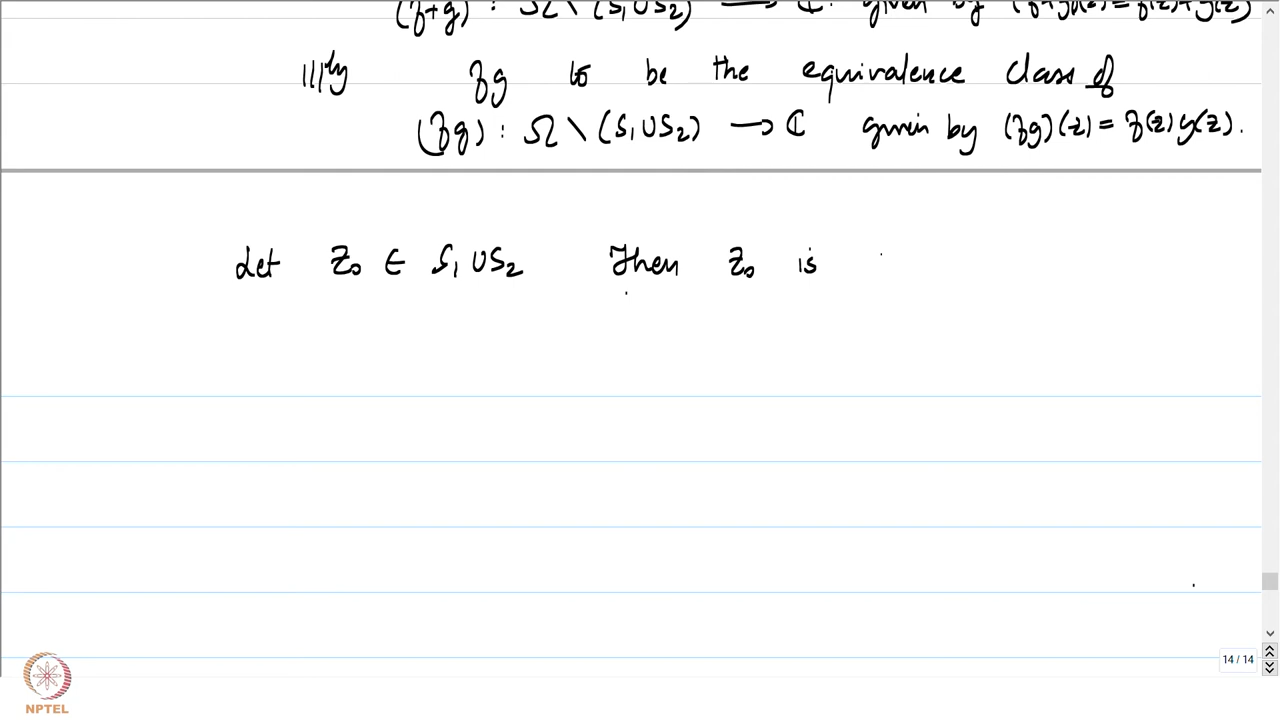 (f+g) : Ω \ (S₁ ∪ S₂) ⟶ ℂ. given by (f+g)(z) = f(z)+g(z)
|||ly fg to be the equivalence class of
(fg) : Ω \ (S₁ ∪ S₂) ⟶ ℂ given by (fg)(z) = f(z) g(z).
Let z₀ ∈ S₁ ∪ S₂ Then z₀ is
14 / 14
NPTEL